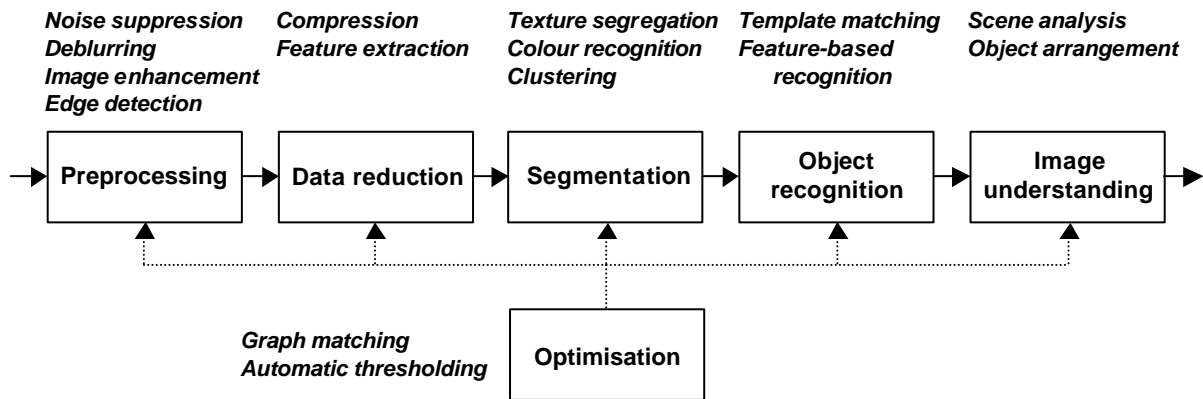 Noise suppression
Deblurring
Image enhancement
Edge detection
Compression
Feature extraction
Texture segregation
Colour recognition
Clustering
Template matching
Feature-based
recognition
Scene analysis
Object arrangement
Preprocessing
Data reduction
Segmentation
Object
recognition
Image
understanding
Graph matching
Automatic thresholding
Optimisation